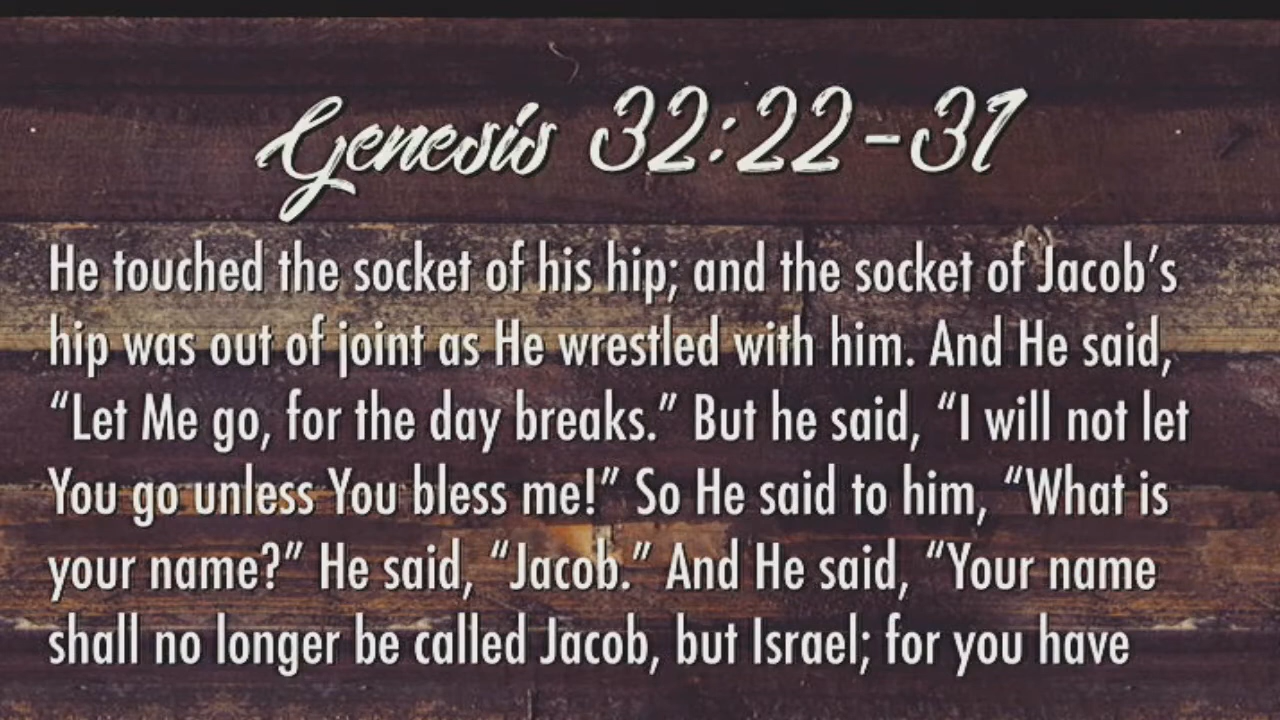 Genesis 32:22-31
He touched the socket of his hip; and the socket of Jacob’s
hip was out of joint as He wrestled with him. And He said,
“Let Me go, for the day breaks.” But he said, “I will not let
You go unless You bless me!” So He said to him, “What is
your name?” He said, “Jacob.” And He said, “Your name
shall no longer be called Jacob, but Israel; for you have